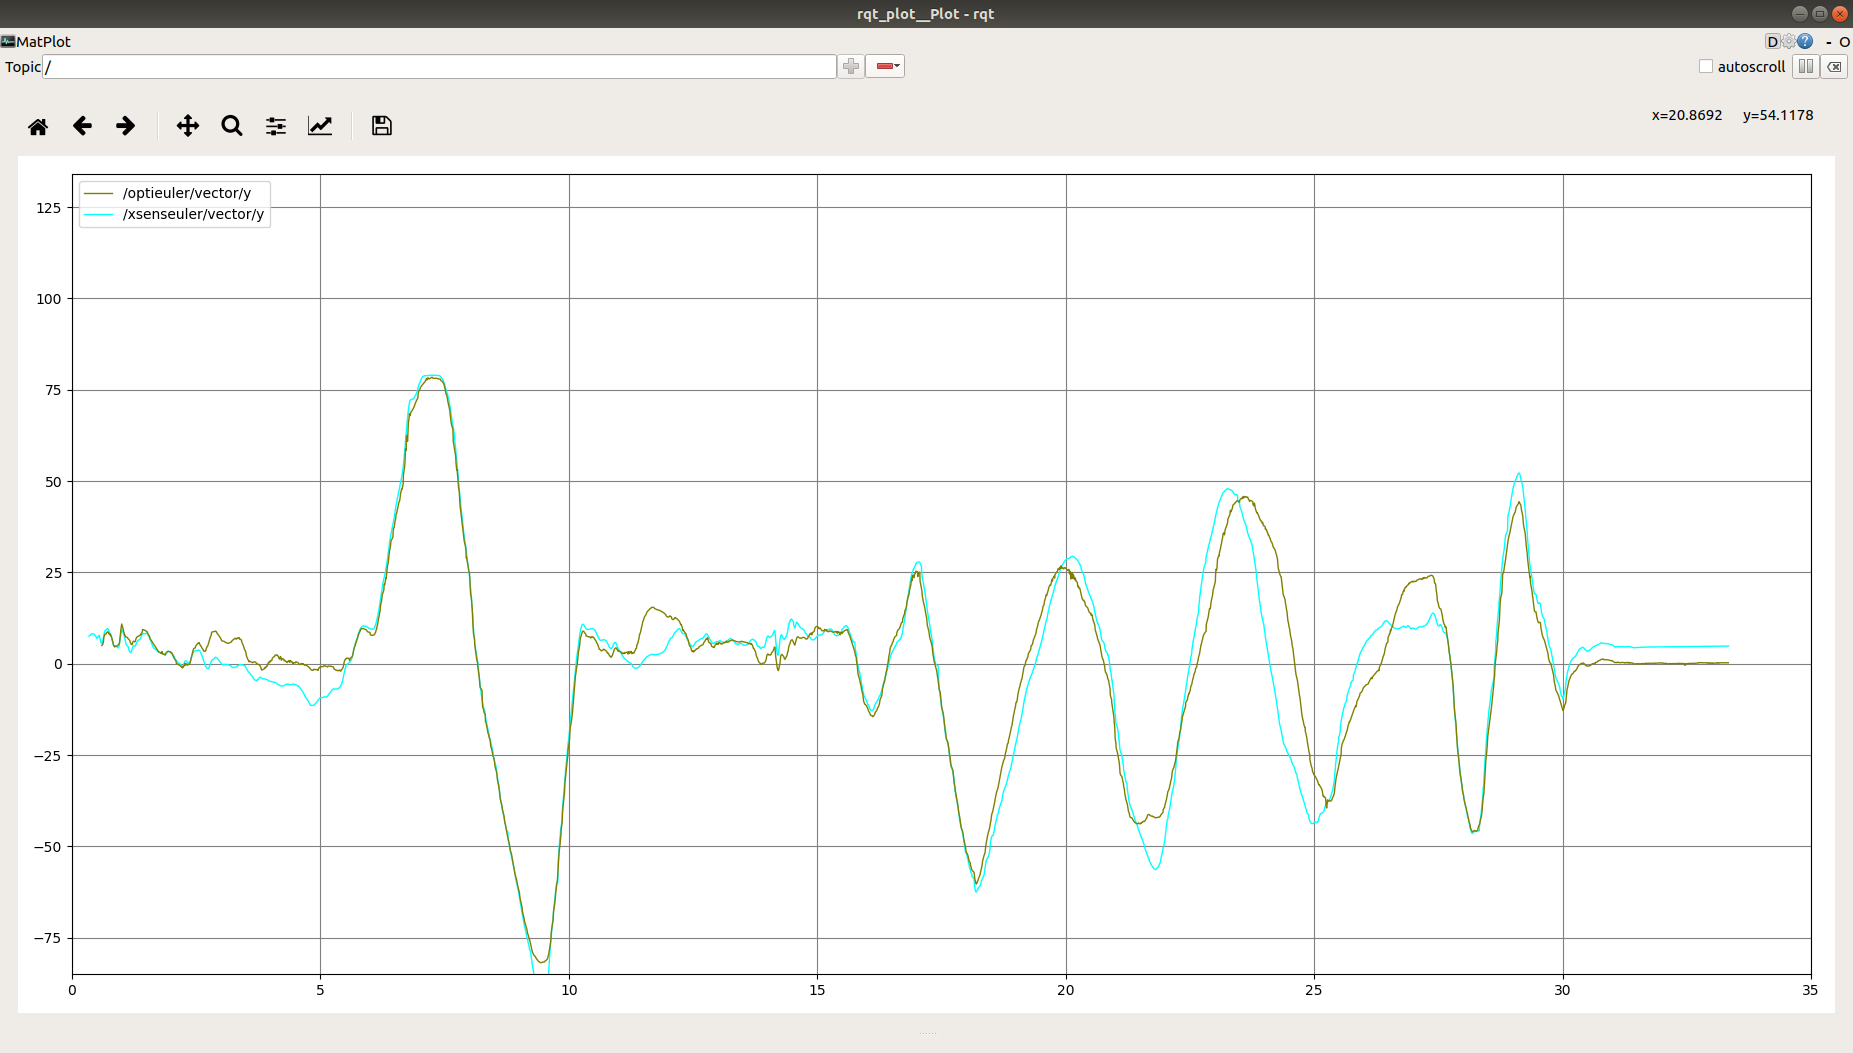 rqt_plot__Plot - rqt
MatPlot D ? - O
Topic / autoscroll
x=20.8692 y=54.1178
/optieuler/vector/y
/xsenseuler/vector/y
125
100
75
50
25
0
−25
−50
−75
0 5 10 15 20 25 30 35